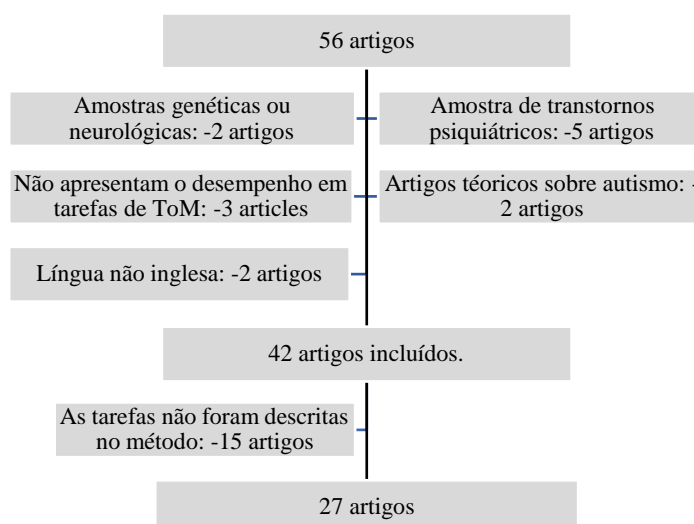 56 artigos
Amostras genéticas ou
neurológicas: -2 artigos
Amostra de transtornos
psiquiátricos: -5 artigos
Não apresentam o desempenho em
tarefas de ToM: -3 articles
Artigos téoricos sobre autismo: -
2 artigos
Língua não inglesa: -2 artigos
42 artigos incluídos.
As tarefas não foram descritas
no método: -15 artigos
27 artigos